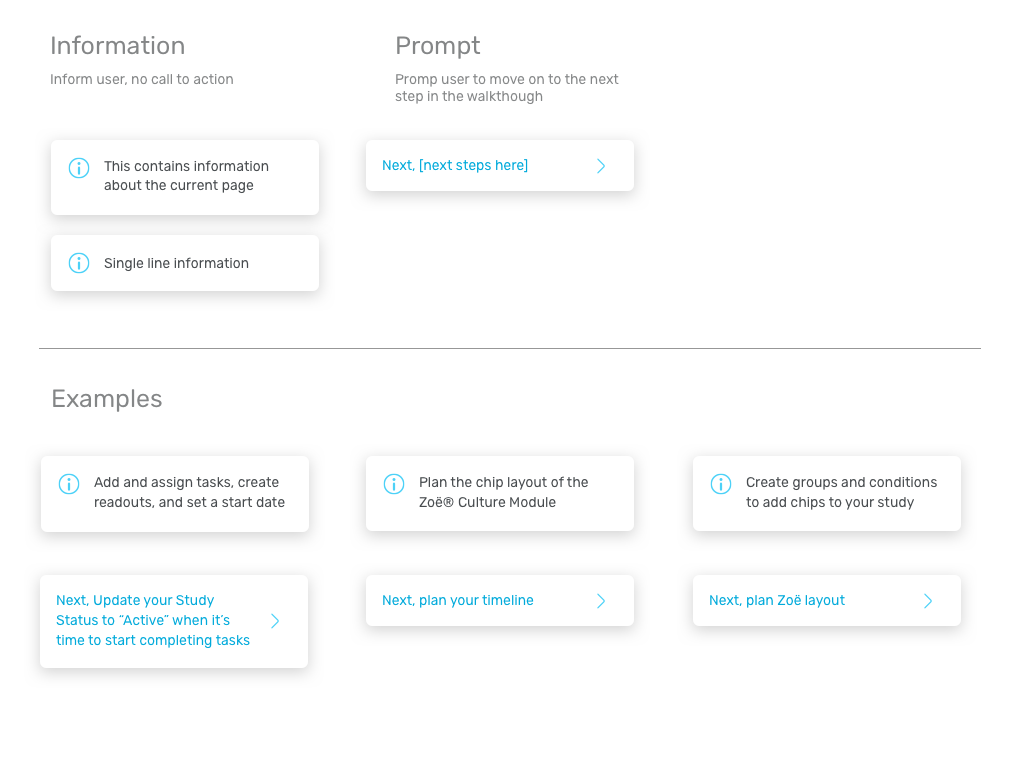 Information
Inform user, no call to action
Prompt
Promp user to move on to the next
step in the walkthough
This contains information
about the current page
Single line information
Next, [next steps here]
Examples
Add and assign tasks, create
readouts, and set a start date
Plan the chip layout of the
Zoë® Culture Module
Create groups and conditions
to add chips to your study
Next, Update your Study
Status to “Active” when it’s
time to start completing tasks
Next, plan your timeline
Next, plan Zoë layout